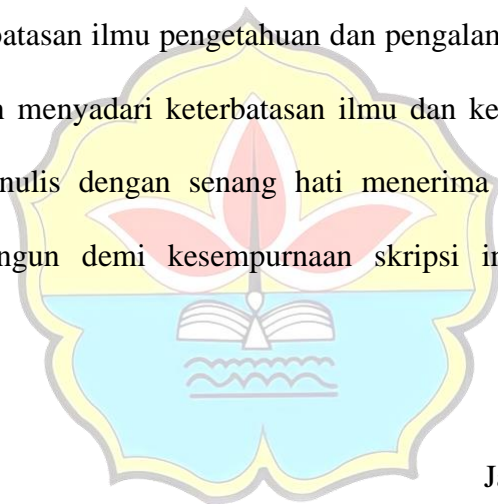 batasan ilmu pengetahuan dan pengalan
menyadari keterbatasan ilmu dan ke
nulis dengan senang hati menerima
ngun demi kesempurnaan skripsi in
J